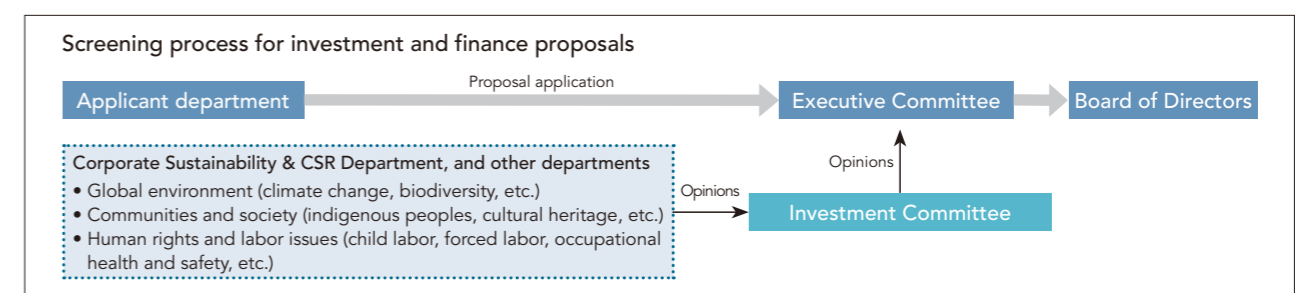 Screening process for investment and finance proposals
Applicant department
Proposal application
Executive Committee
Board of Directors
Corporate Sustainability & CSR Department, and other departments
• Global environment (climate change, biodiversity, etc.)
• Communities and society (indigenous peoples, cultural heritage, etc.)
• Human rights and labor issues (child labor, forced labor, occupational
health and safety, etc.)
Opinions
Opinions
Investment Committee